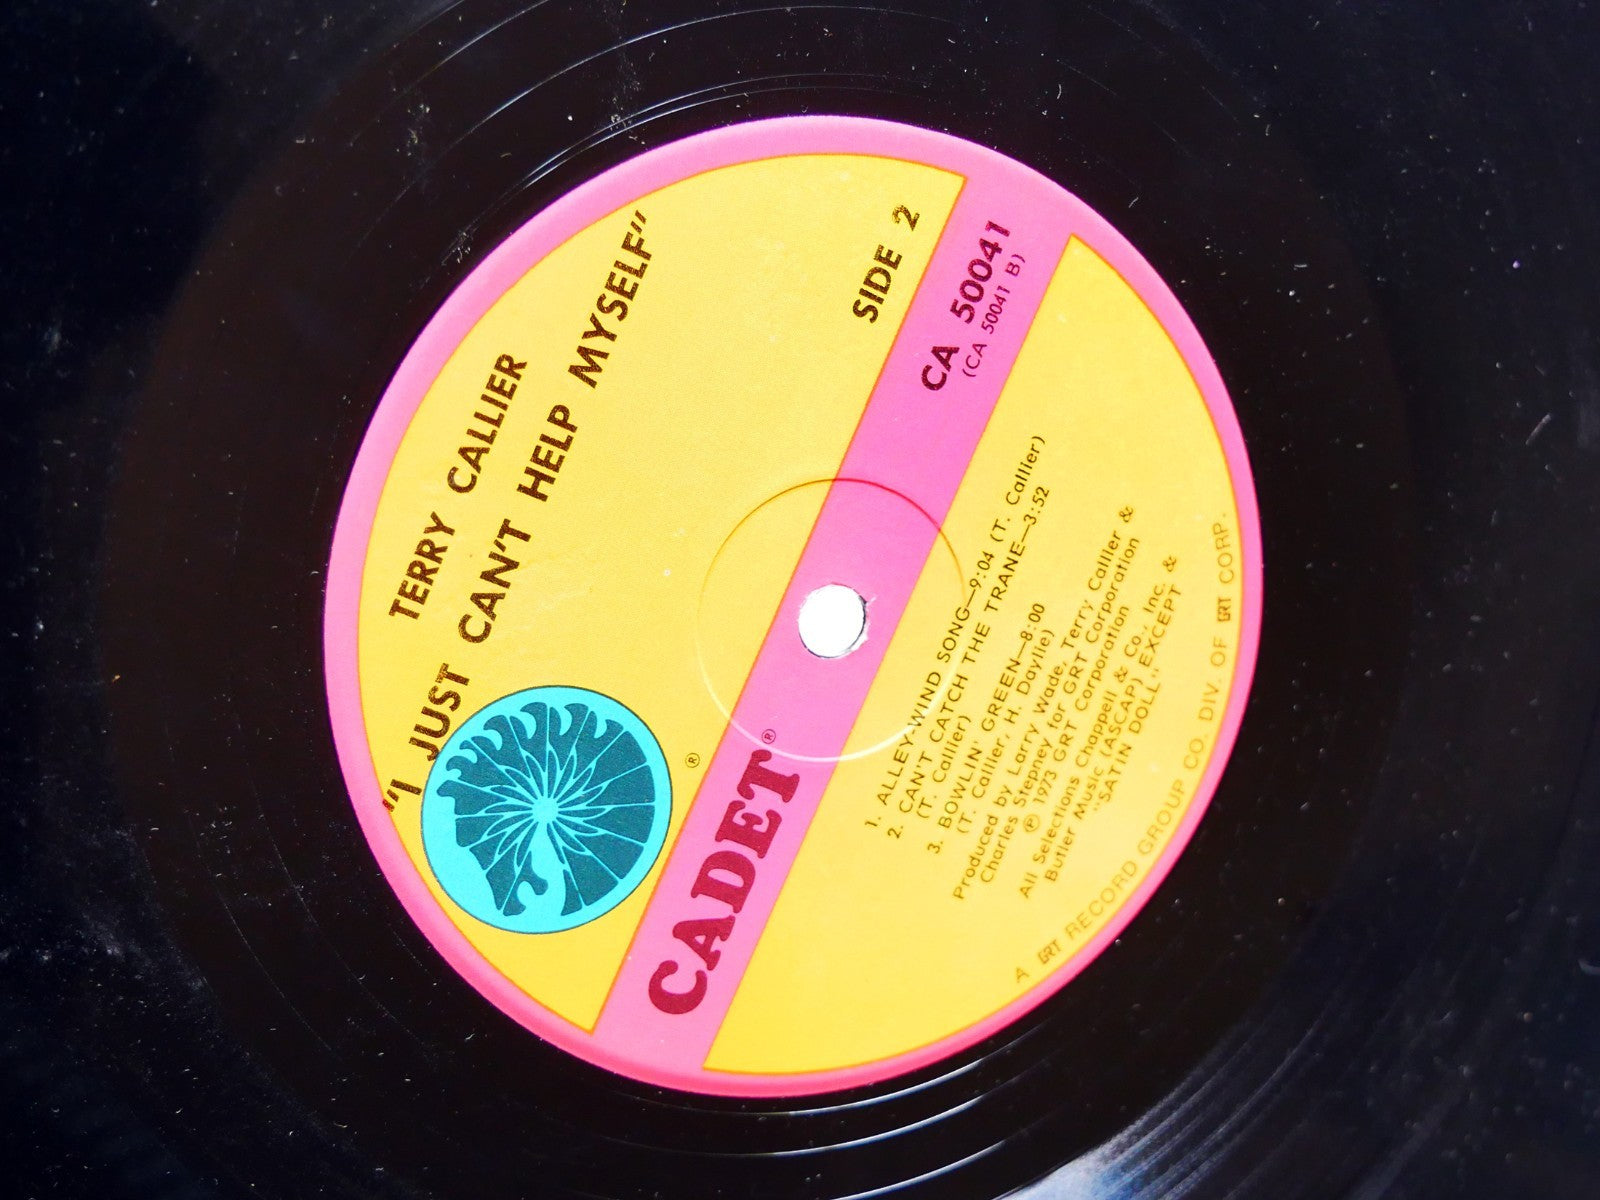 TERRY CALLIER
"I JUST CAN'T HELP MYSELF"
SIDE 2
®
CADET®
CA 50041
(CA 50041 B)
1. ALLEY-WIND SONG—9:04 (T. Callier)
2. CAN'T CATCH THE TRANE—3:52
(T. Callier)
3. BOWLIN' GREEN—8:00
(T. Callier, H. Daylie)
Produced by Larry Wade, Terry Callier &
Charles Stepney for GRT Corporation
℗ 1973 GRT Corporation
All Selections Chappell & Co., Inc. &
Butler Music (ASCAP) EXCEPT
"SATIN DOLL"
A GRT RECORD GROUP CO. DIV. OF GRT CORP.